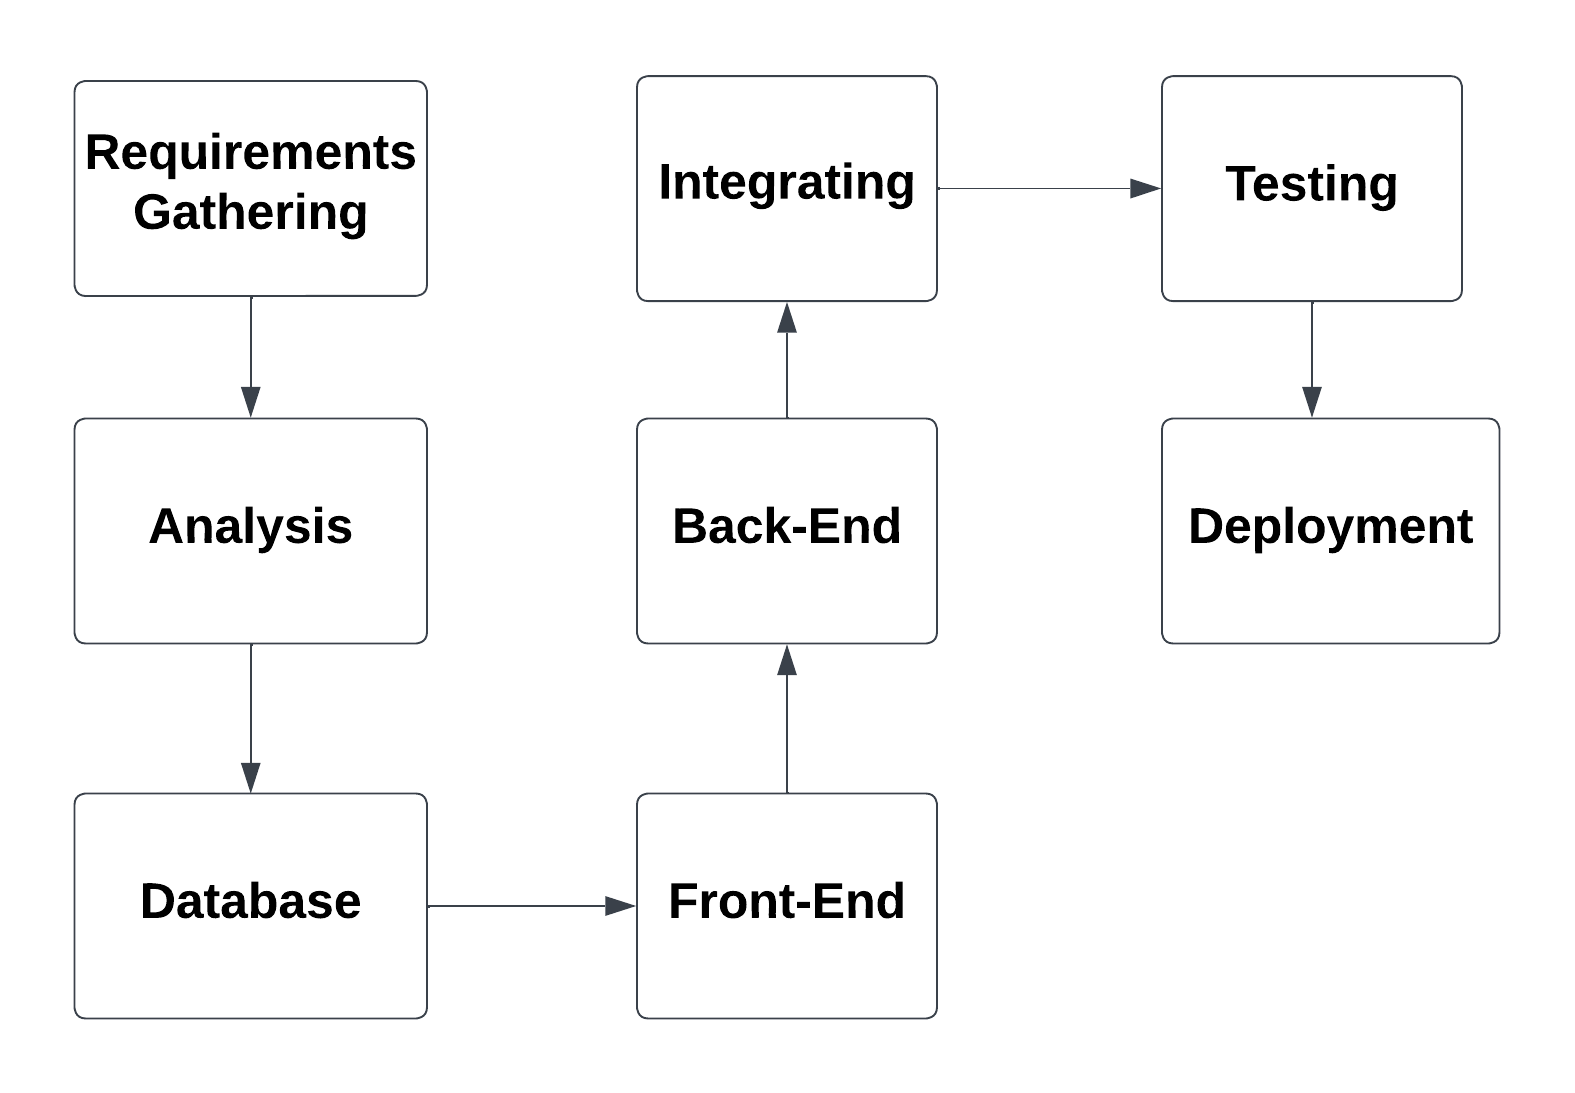 Requirements
Gathering
Analysis
Database
Front-End
Back-End
Integrating
Testing
Deployment